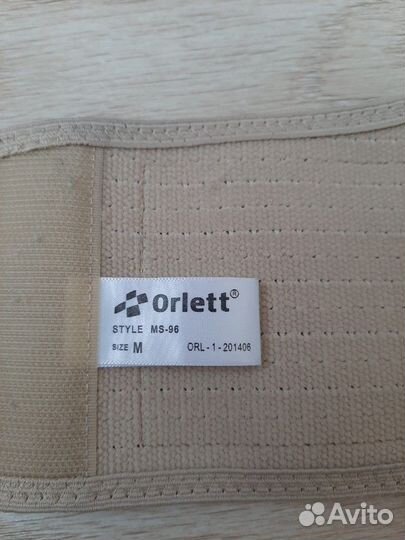 Orlett®
STYLE MS-96
SIZE M ORL - 1 - 201406
Avito